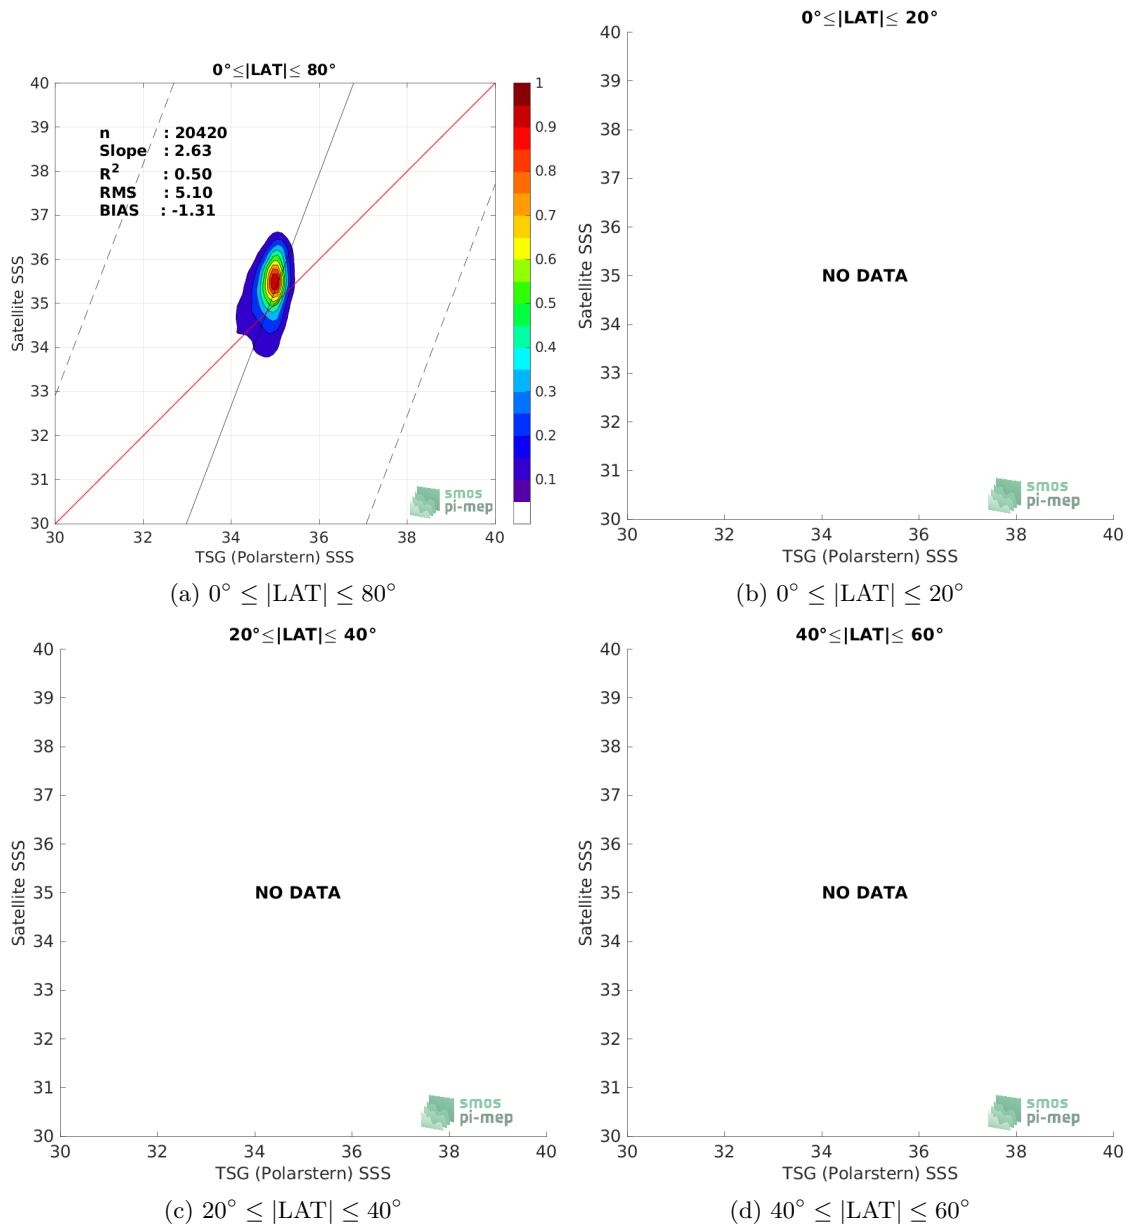 0°≤|LAT|≤ 80°
40
39
38
37
36
35
34
33
32
31
30
Satellite SSS
n : 20420
Slope : 2.63
R² : 0.50
RMS : 5.10
BIAS : -1.31
1
0.9
0.8
0.7
0.6
0.5
0.4
0.3
0.2
0.1
smos
pi-mep
30 32 34 36 38 40
TSG (Polarstern) SSS
(a) 0° ≤ |LAT| ≤ 80°
0°≤|LAT|≤ 20°
40
39
38
37
36
35
34
33
32
31
30
Satellite SSS
NO DATA
smos
pi-mep
30 32 34 36 38 40
TSG (Polarstern) SSS
(b) 0° ≤ |LAT| ≤ 20°
20°≤|LAT|≤ 40°
40
39
38
37
36
35
34
33
32
31
30
Satellite SSS
NO DATA
smos
pi-mep
30 32 34 36 38 40
TSG (Polarstern) SSS
(c) 20° ≤ |LAT| ≤ 40°
40°≤|LAT|≤ 60°
40
39
38
37
36
35
34
33
32
31
30
Satellite SSS
NO DATA
smos
pi-mep
30 32 34 36 38 40
TSG (Polarstern) SSS
(d) 40° ≤ |LAT| ≤ 60°